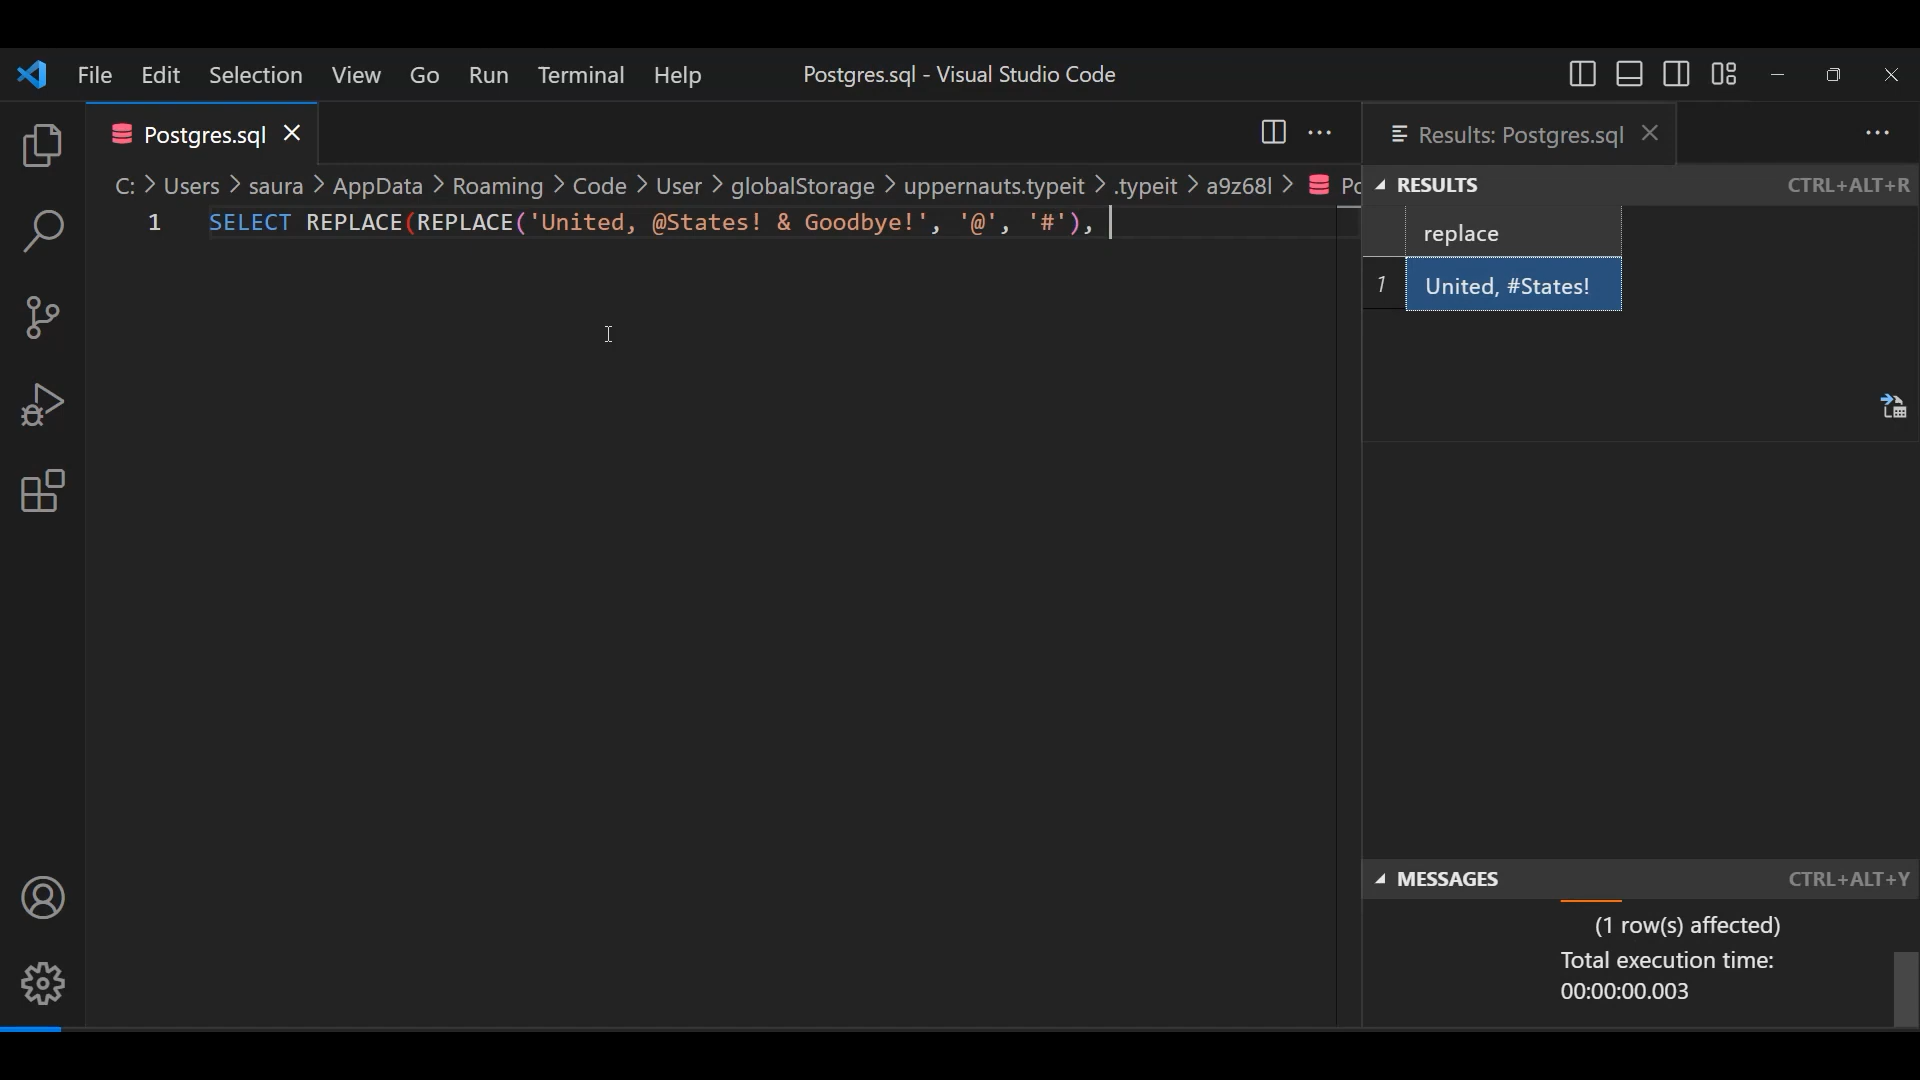 File Edit Selection View Go Run Terminal Help Postgres.sql - Visual Studio Code
Postgres.sql
Results: Postgres.sql
C: > Users > saura > AppData > Roaming > Code > User > globalStorage > uppernauts.typeit > .typeit > a9z68l > Po
1 SELECT REPLACE(REPLACE('United, @States! & Goodbye!', '@', '#'),
RESULTS CTRL+ALT+R
replace
1 United, #States!
MESSAGES CTRL+ALT+Y
(1 row(s) affected)
Total execution time:
00:00:00.003